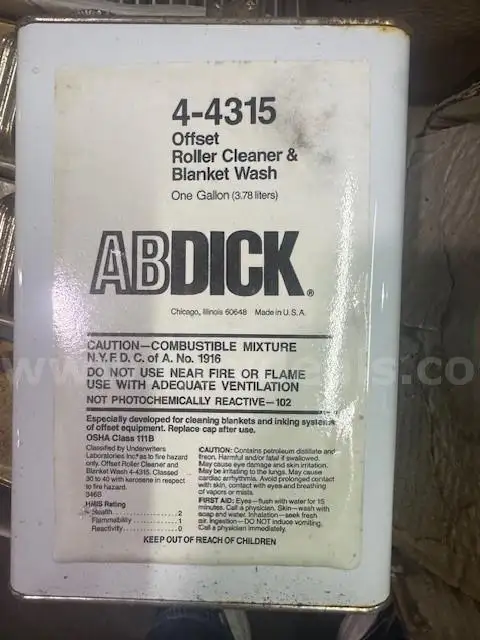 4-4315
Offset
Roller Cleaner &
Blanket Wash
One Gallon (3.78 liters)
ABDICK®
Chicago, Illinois 60648 Made in U.S.A.
CAUTION—COMBUSTIBLE MIXTURE
N.Y.F.D.C. of A. No. 1916
DO NOT USE NEAR FIRE OR FLAME
USE WITH ADEQUATE VENTILATION
NOT PHOTOCHEMICALLY REACTIVE—102
Especially developed for cleaning blankets and inking systems
of offset equipment. Replace cap after use.
OSHA Class 111B
Classified by Underwriters
Laboratories Inc. as to fire hazard
only. Offset Roller Cleaner and
Blanket Wash 4-4315. Classed
30 to 40 with kerosene in respect
to fire hazard.
346B
HMIS Rating
Health 2
Flammability 1
Reactivity 0
CAUTION: Contains petroleum distillate and
freon. Harmful and/or fatal if swallowed.
May cause eye damage and skin irritation.
May be irritating to the lungs. May cause
cardiac arrhythmia. Avoid prolonged contact
with skin, contact with eyes and breathing
of vapors or mists.
FIRST AID: Eyes—flush with water for 15
minutes. Call a physician. Skin—wash with
soap and water. Inhalation—seek fresh
air. Ingestion—DO NOT induce vomiting.
Call a physician immediately.
KEEP OUT OF REACH OF CHILDREN